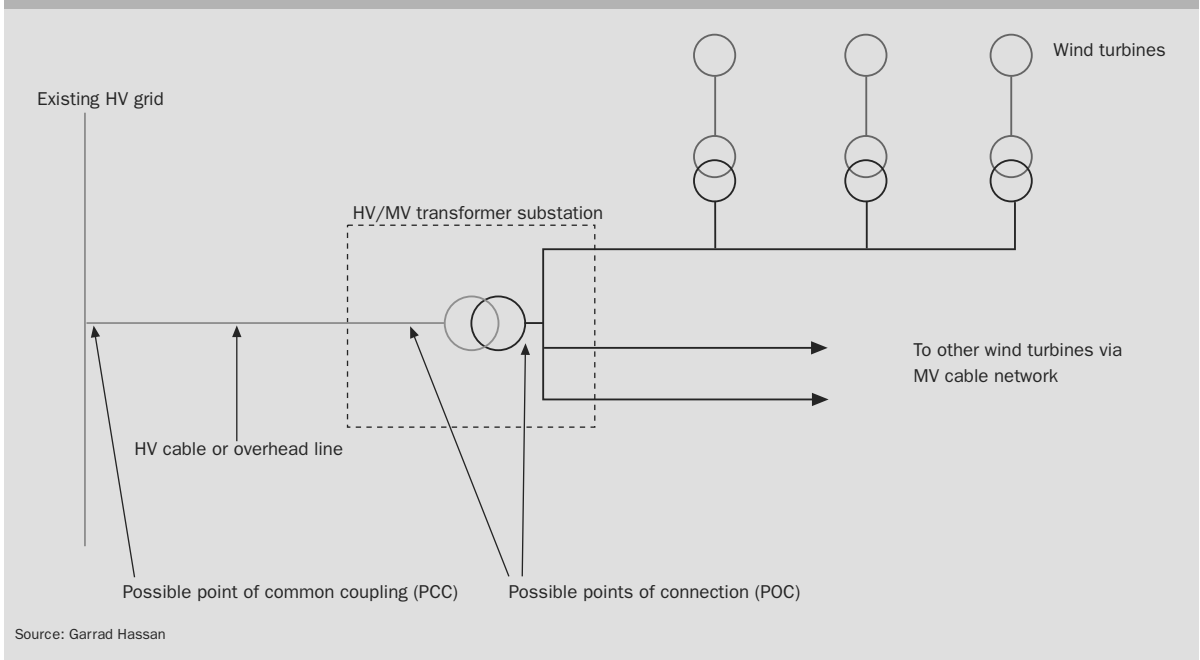 Wind turbines
Existing HV grid
HV/MV transformer substation
To other wind turbines via
MV cable network
HV cable or overhead line
Possible point of common coupling (PCC)
Possible points of connection (POC)
Source: Garrad Hassan